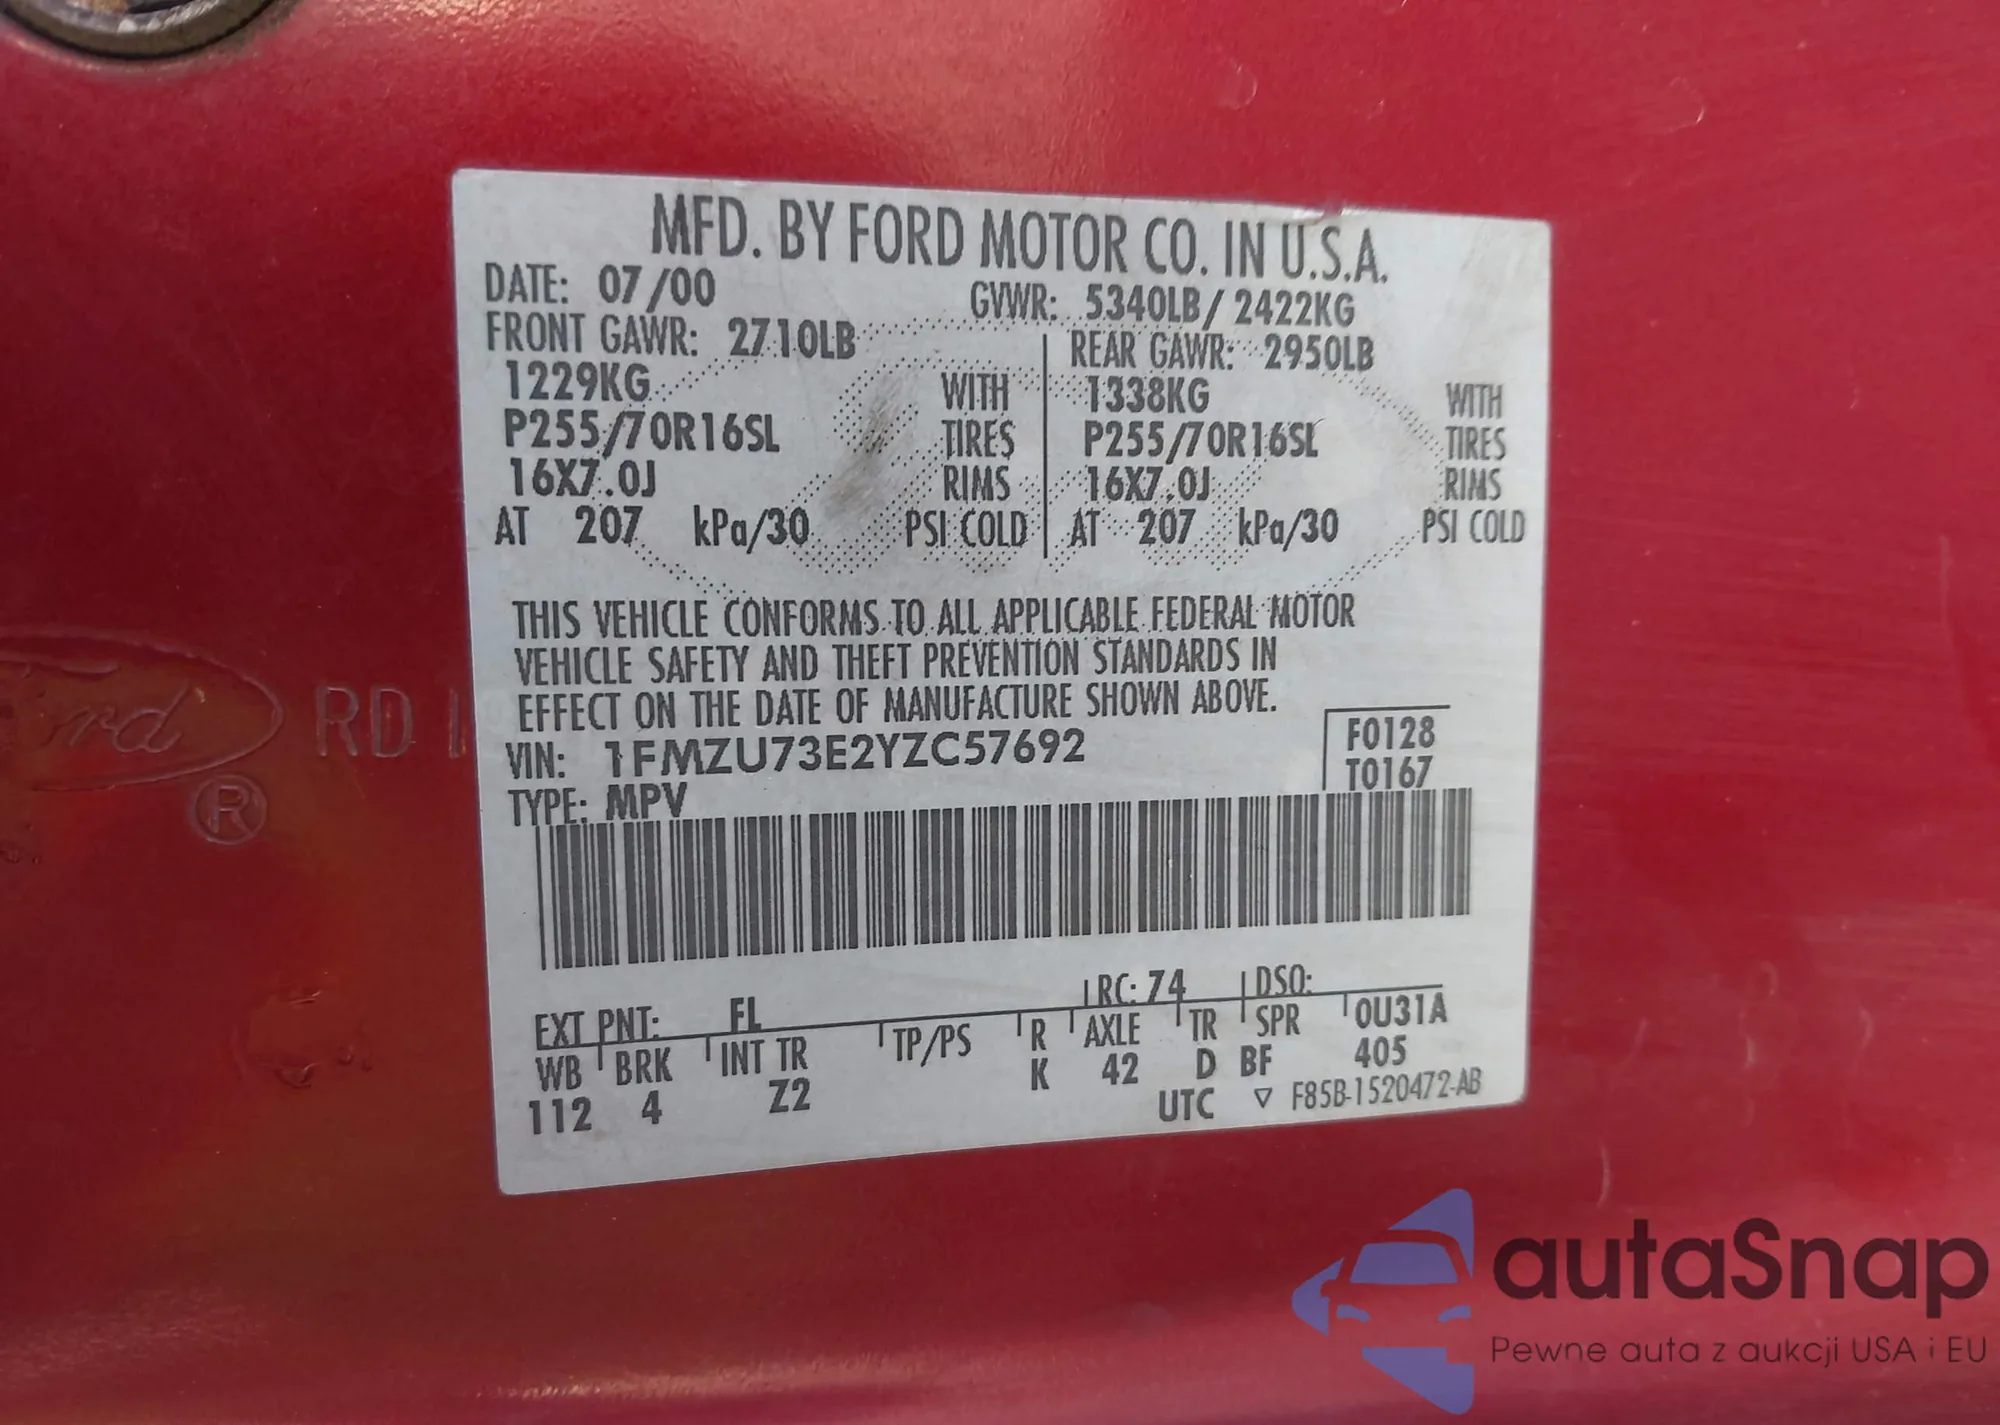 MFD. BY FORD MOTOR CO. IN U.S.A.
DATE: 07/00 GVWR: 5340LB/ 2422KG
FRONT GAWR: 2710LB REAR GAWR: 2950LB
1229KG WITH 1338KG WITH
P255/70R16SL TIRES P255/70R16SL TIRES
16X7.0J RIMS 16X7.0J RIMS
AT 207 kPa/30 PSI COLD AT 207 kPa/30 PSI COLD
THIS VEHICLE CONFORMS TO ALL APPLICABLE FEDERAL MOTOR
VEHICLE SAFETY AND THEFT PREVENTION STANDARDS IN
EFFECT ON THE DATE OF MANUFACTURE SHOWN ABOVE.
VIN: 1FMZU73E2YZC57692 F0128
TYPE: MPV T0167
EXT PNT: FL RC: 74 DSO:
WB BRK INT TR TP/PS R AXLE TR SPR 0U31A
112 4 Z2 K 42 D BF 405
UTC ▽ F85B-1520472-AB
rd RD
®
autaSnap
Pewne auta z aukcji USA i EU